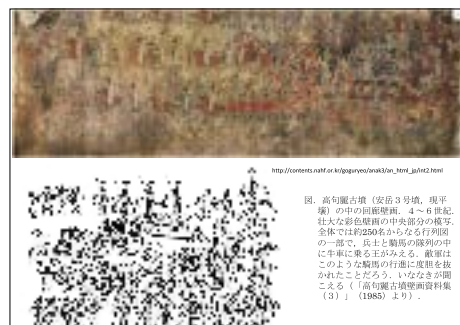 http://contents.nahf.or.kr/goguryeo/anak3/an_html_jp/int2.html
図．高句麗古墳（安岳３号墳，現平
壌）の中の回廊壁画．４〜６世紀．
壮大な彩色壁画の中央部分の模写．
全体では約250名からなる行列図
の一部で，兵士と騎馬の隊列の中
に牛車に乗る王がみえる．敵軍は
このような騎馬の行進に度胆を抜
かれたことだろう．いななきが聞
こえる（「高句麗古墳壁画資料集
（３）」（1985）より）．